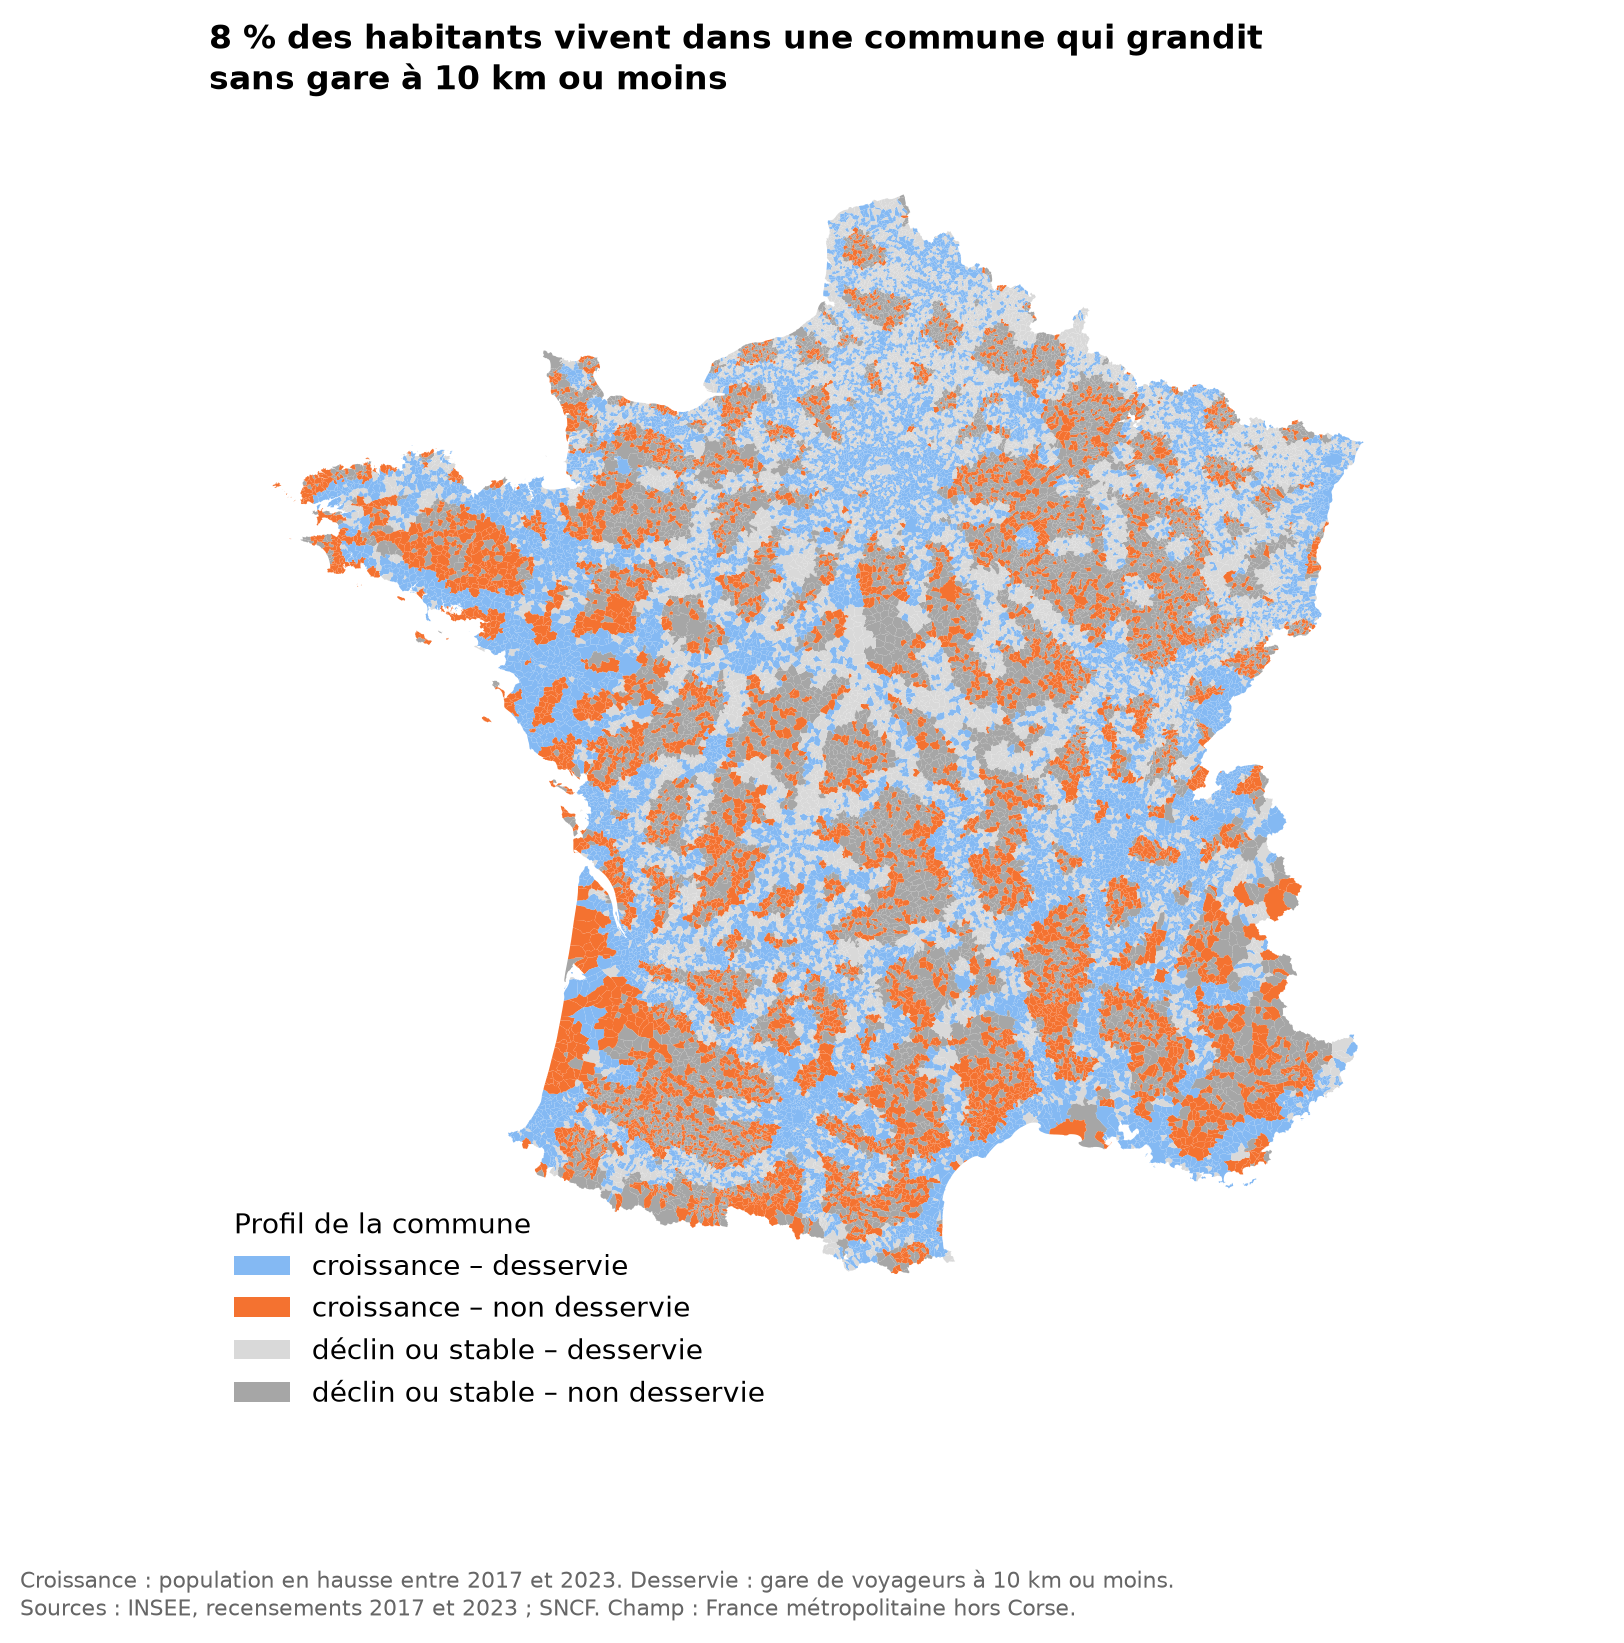 8 % des habitants vivent dans une commune qui grandit
sans gare à 10 km ou moins
Profil de la commune
croissance – desservie
croissance – non desservie
déclin ou stable – desservie
déclin ou stable – non desservie
Croissance : population en hausse entre 2017 et 2023. Desservie : gare de voyageurs à 10 km ou moins.
Sources : INSEE, recensements 2017 et 2023 ; SNCF. Champ : France métropolitaine hors Corse.